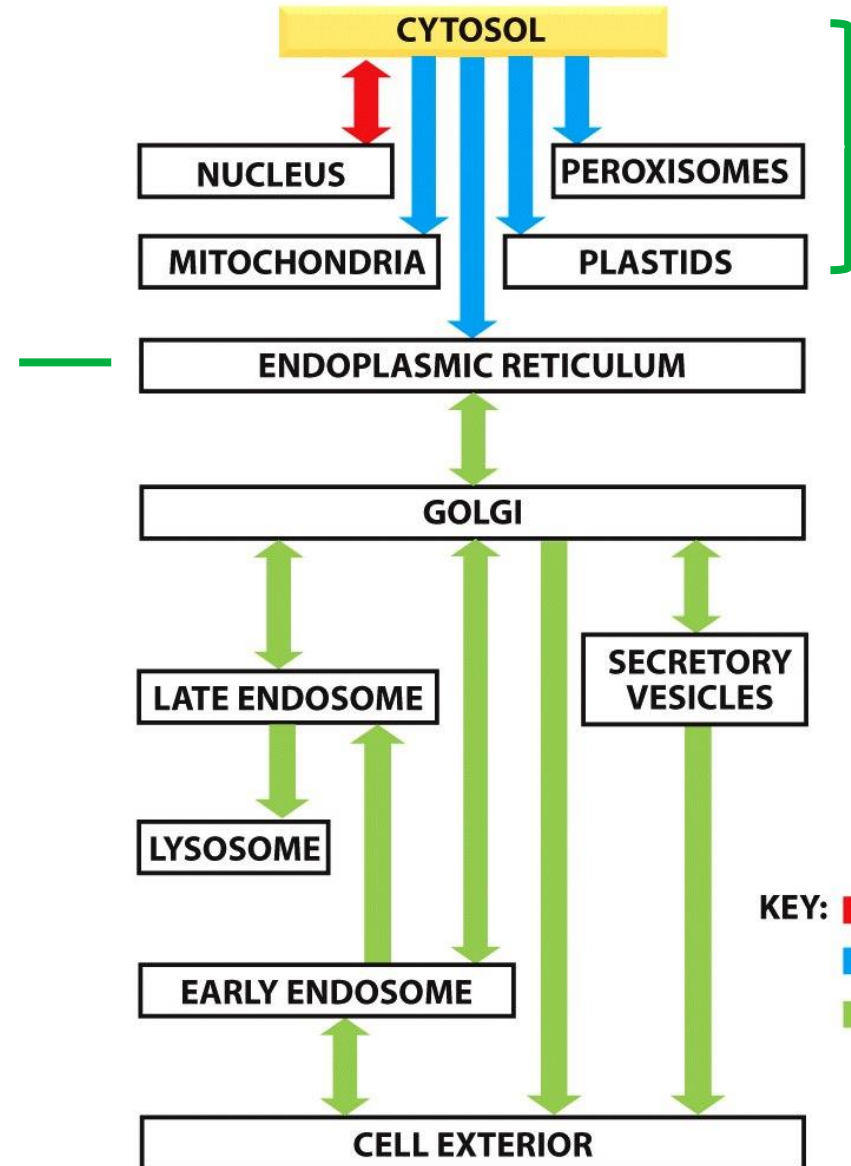 CYTOSOL
NUCLEUS
PEROXISOMES
MITOCHONDRIA
PLASTIDS
ENDOPLASMIC RETICULUM
GOLGI
SECRETORY
VESICLES
LATE ENDOSOME
LYSOSOME
KEY:
EARLY ENDOSOME
CELL EXTERIOR